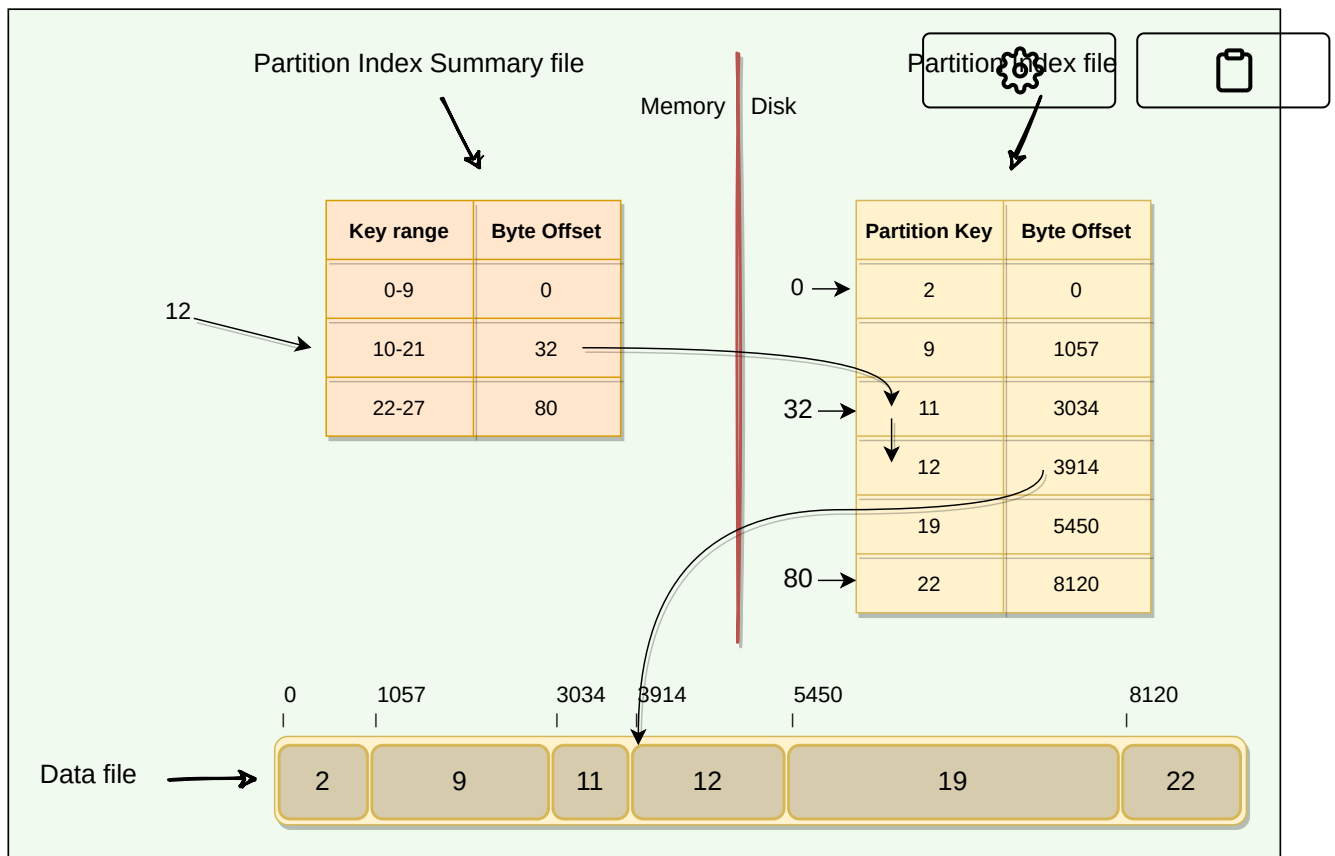 Partition Index Summary file
Partition Index file
Memory
Disk
Key range Byte Offset
0-9 0
10-21 32
22-27 80
12
Partition Key Byte Offset
0
2 0
9 1057
32
11 3034
12 3914
19 5450
80
22 8120
0 1057 3034 3914 5450 8120
Data file
2 9 11 12 19 22